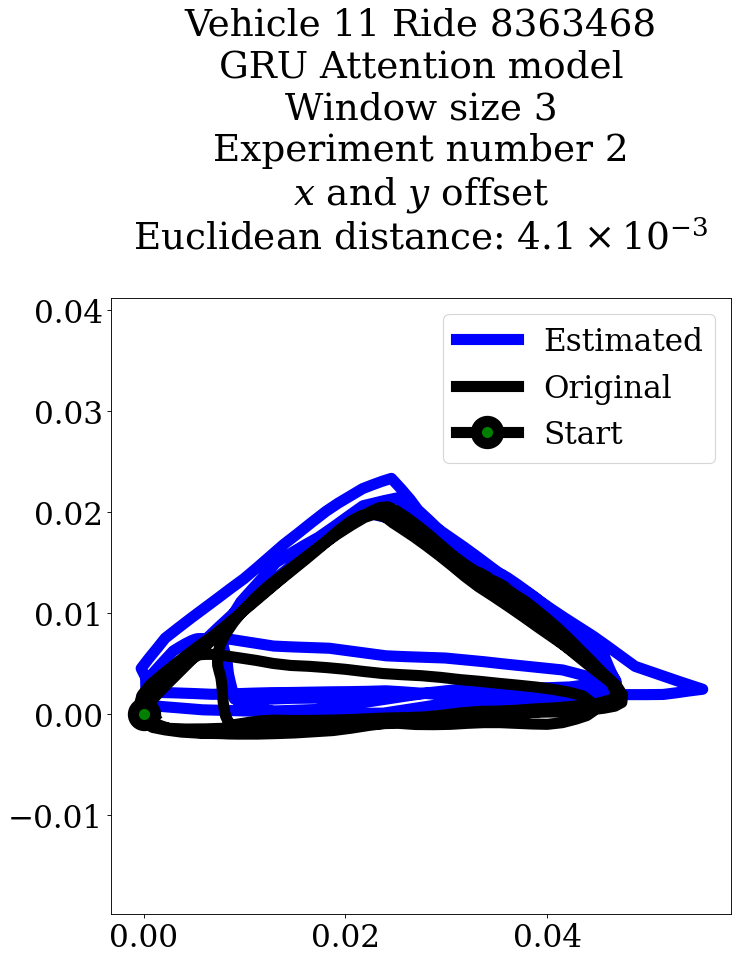 Vehicle 11 Ride 8363468
GRU Attention model
Window size 3
Experiment number 2
x and y offset
Euclidean distance: 4.1 × 10⁻³
Estimated
Original
Start
0.04
0.03
0.02
0.01
0.00
−0.01
0.00 0.02 0.04